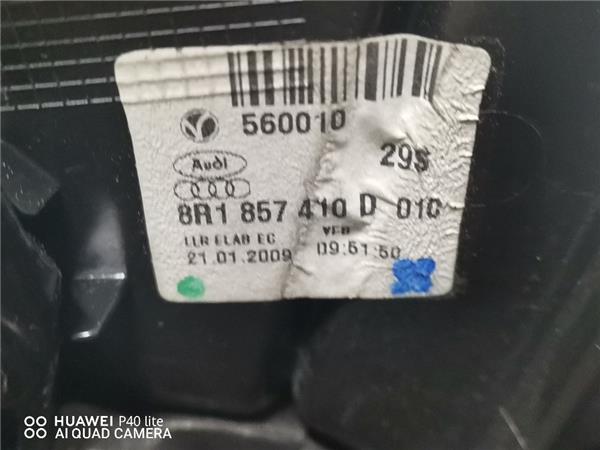 560010
29S
Audi
8R1 857 410 D 01C
LLR ELAB EC VFB
21.01.2009 09:51:50
HUAWEI P40 lite
AI QUAD CAMERA